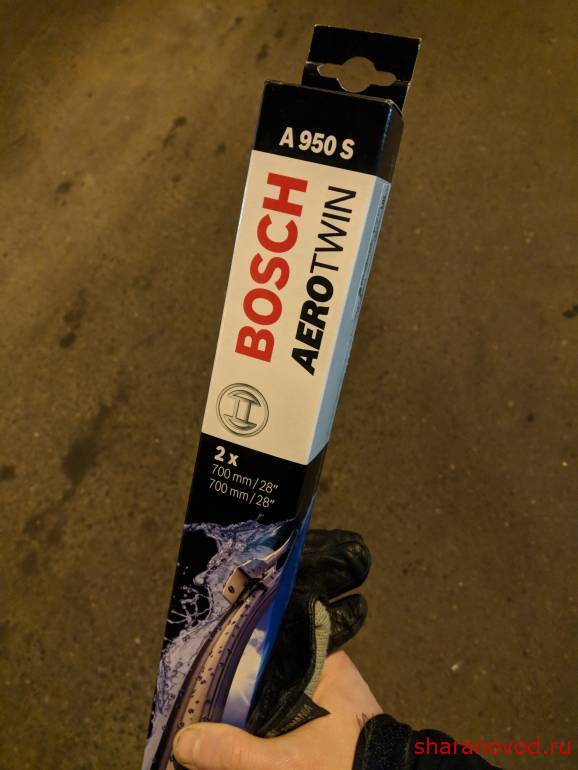 A 950 S
BOSCH
AEROTWIN
2 x
700 mm / 28"
700 mm / 28"
sharanovod.ru